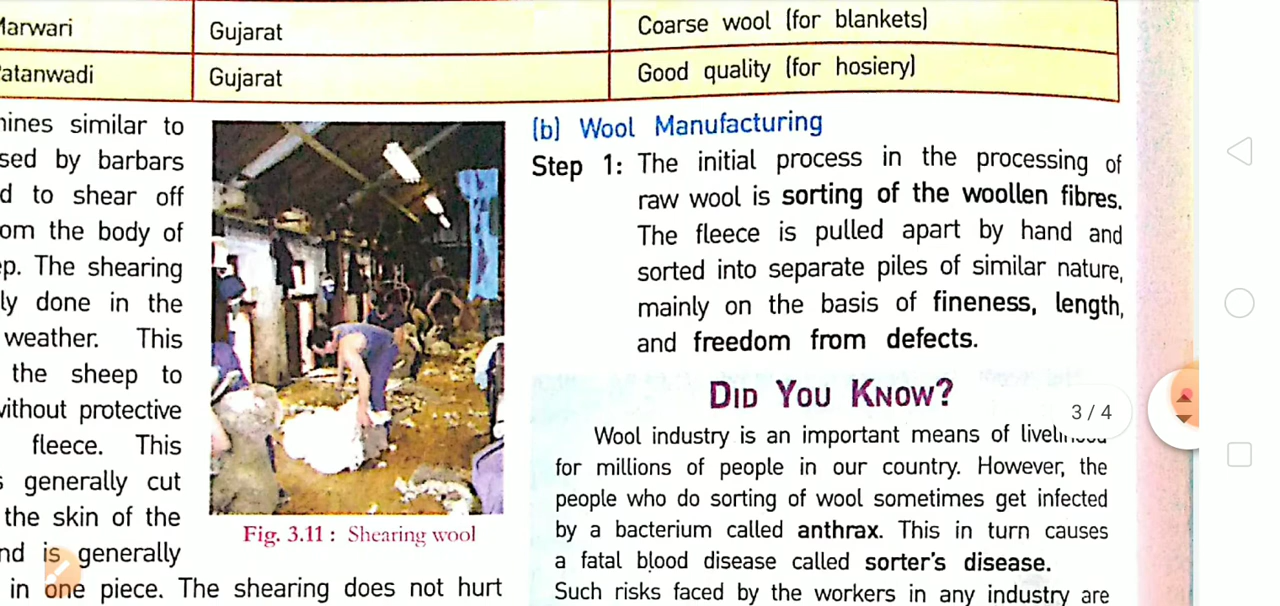 Marwari Gujarat Coarse wool (for blankets)
Patanwadi Gujarat Good quality (for hosiery)
hines similar to
sed by barbars
d to shear off
om the body of
ep. The shearing
ly done in the
weather. This
the sheep to
without protective
fleece. This
s generally cut
the skin of the
nd is generally
in one piece. The shearing does not hurt
Fig. 3.11 : Shearing wool
(b) Wool Manufacturing
Step 1: The initial process in the processing of
raw wool is sorting of the woollen fibres.
The fleece is pulled apart by hand and
sorted into separate piles of similar nature,
mainly on the basis of fineness, length,
and freedom from defects.
DID YOU KNOW?
3 / 4
Wool industry is an important means of livelihood
for millions of people in our country. However, the
people who do sorting of wool sometimes get infected
by a bacterium called anthrax. This in turn causes
a fatal blood disease called sorter's disease.
Such risks faced by the workers in any industry are